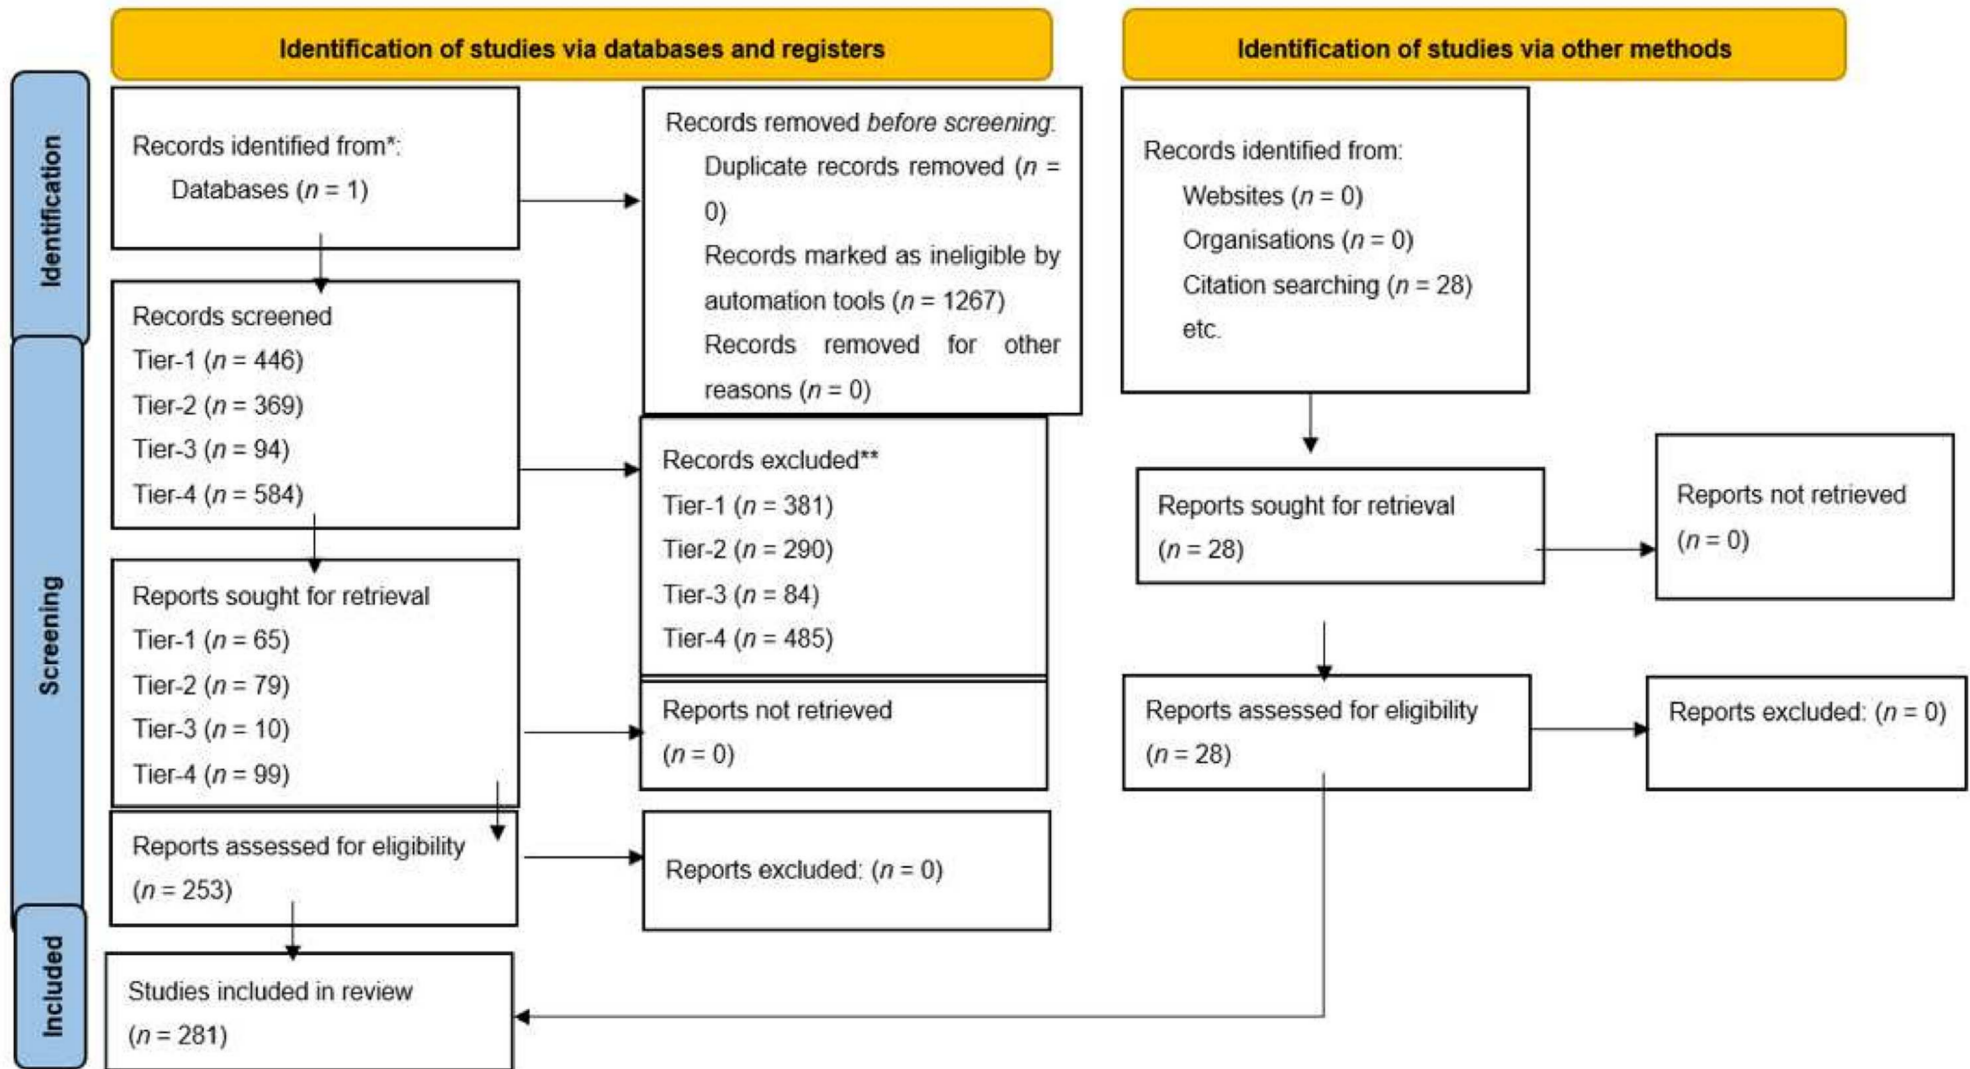 Identification of studies via databases and registers
Identification of studies via other methods
Identification
Records identified from*:
Databases (n = 1)
Records removed before screening:
Duplicate records removed (n =
0)
Records marked as ineligible by
automation tools (n = 1267)
Records removed for other
reasons (n = 0)
Records identified from:
Websites (n = 0)
Organisations (n = 0)
Citation searching (n = 28)
etc.
Screening
Records screened
Tier-1 (n = 446)
Tier-2 (n = 369)
Tier-3 (n = 94)
Tier-4 (n = 584)
Records excluded**
Tier-1 (n = 381)
Tier-2 (n = 290)
Tier-3 (n = 84)
Tier-4 (n = 485)
Reports sought for retrieval
(n = 28)
Reports not retrieved
(n = 0)
Reports sought for retrieval
Tier-1 (n = 65)
Tier-2 (n = 79)
Tier-3 (n = 10)
Tier-4 (n = 99)
Reports not retrieved
(n = 0)
Reports assessed for eligibility
(n = 28)
Reports excluded: (n = 0)
Reports assessed for eligibility
(n = 253)
Reports excluded: (n = 0)
Included
Studies included in review
(n = 281)